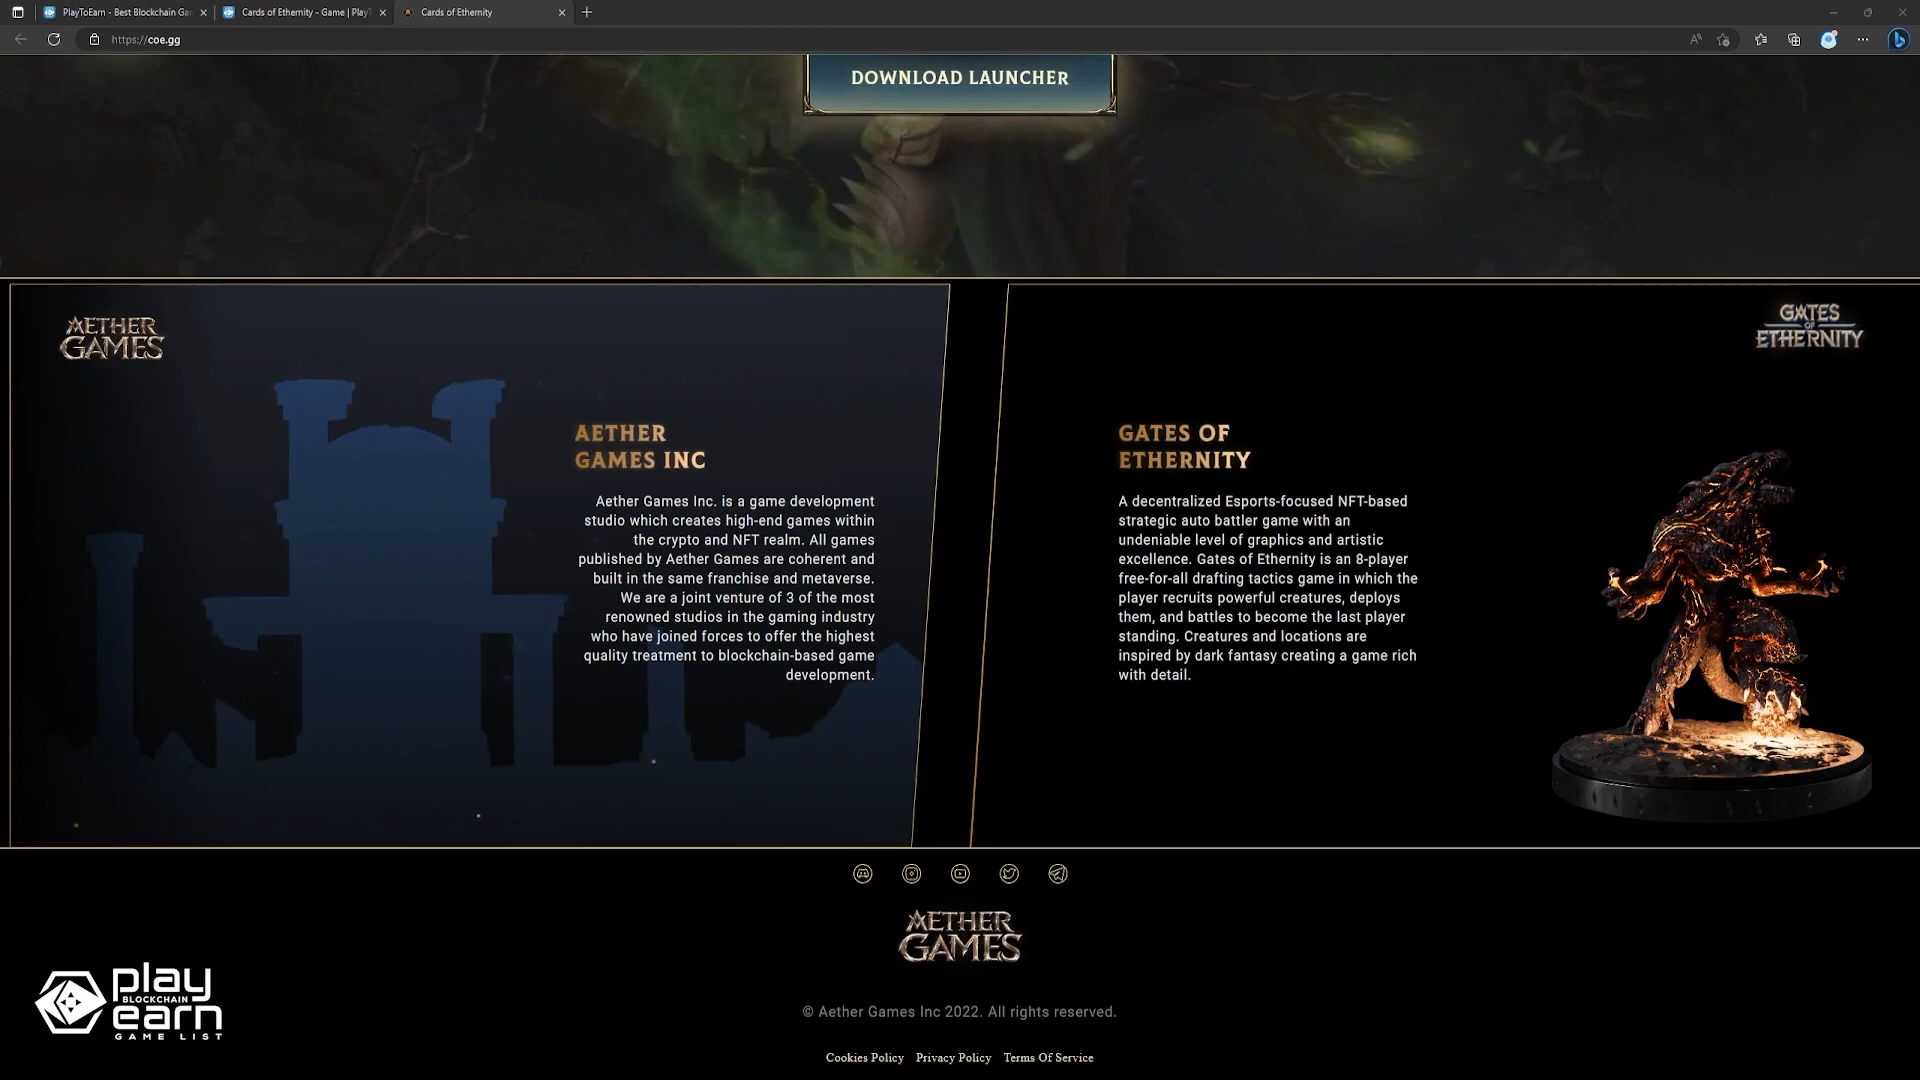 PlayToEarn - Best Blockchain Ga
Cards of Ethernity - Game | Play
Cards of Ethernity
https://coe.gg
DOWNLOAD LAUNCHER
AETHER
GAMES
GATES
OF
ETHERNITY
AETHER
GAMES INC
Aether Games Inc. is a game development
studio which creates high-end games within
the crypto and NFT realm. All games
published by Aether Games are coherent and
built in the same franchise and metaverse.
We are a joint venture of 3 of the most
renowned studios in the gaming industry
who have joined forces to offer the highest
quality treatment to blockchain-based game
development.
GATES OF
ETHERNITY
A decentralized Esports-focused NFT-based
strategic auto battler game with an
undeniable level of graphics and artistic
excellence. Gates of Ethernity is an 8-player
free-for-all drafting tactics game in which the
player recruits powerful creatures, deploys
them, and battles to become the last player
standing. Creatures and locations are
inspired by dark fantasy creating a game rich
with detail.
AETHER
GAMES
play
BLOCKCHAIN
earn
GAME LIST
© Aether Games Inc 2022. All rights reserved.
Cookies Policy Privacy Policy Terms Of Service